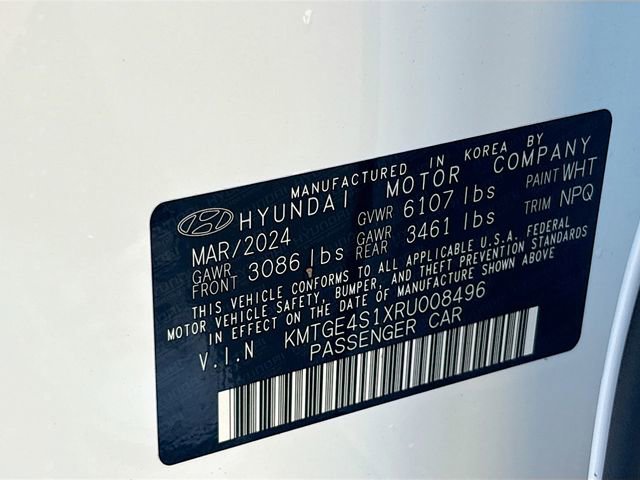 MANUFACTURED IN KOREA BY
HYUNDAI MOTOR COMPANY
MAR/2024 GVWR 6107 lbs PAINT WHT
GAWR FRONT 3086 lbs GAWR REAR 3461 lbs TRIM NPQ
THIS VEHICLE CONFORMS TO ALL APPLICABLE U.S.A. FEDERAL
MOTOR VEHICLE SAFETY, BUMPER, AND THEFT PREVENTION STANDARDS
IN EFFECT ON THE DATE OF MANUFACTURE SHOWN ABOVE
V.I.N KMTGE4S1XRU008496
PASSENGER CAR